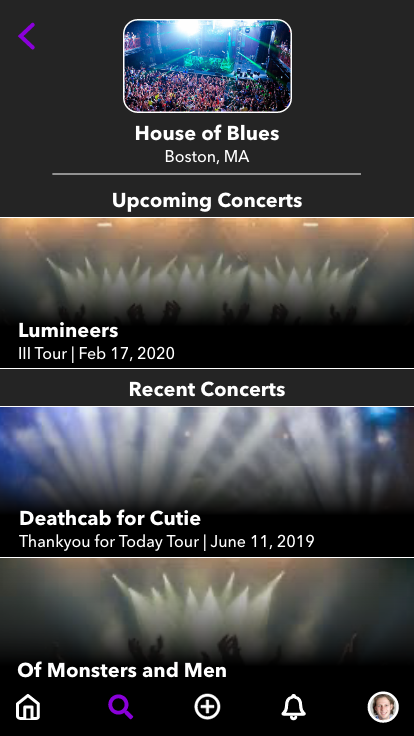 House of Blues
Boston, MA
Upcoming Concerts
Lumineers
III Tour | Feb 17, 2020
Recent Concerts
Deathcab for Cutie
Thankyou for Today Tour | June 11, 2019
Of Monsters and Men